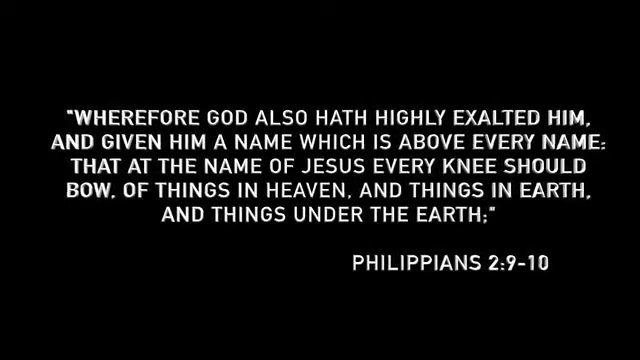 "WHEREFORE GOD ALSO HATH HIGHLY EXALTED HIM,
AND GIVEN HIM A NAME WHICH IS ABOVE EVERY NAME:
THAT AT THE NAME OF JESUS EVERY KNEE SHOULD
BOW, OF THINGS IN HEAVEN, AND THINGS IN EARTH,
AND THINGS UNDER THE EARTH;"
PHILIPPIANS 2:9-10